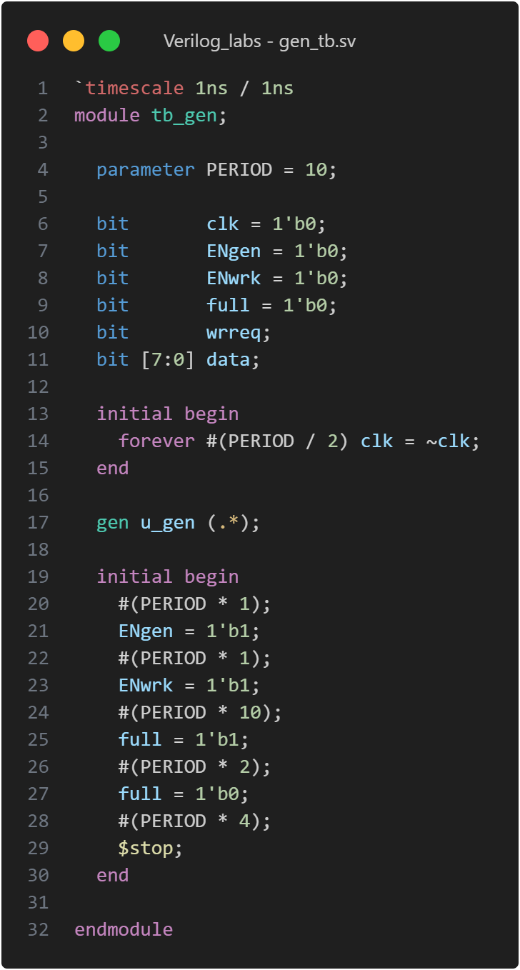 Verilog_labs - gen_tb.sv
1 `timescale 1ns / 1ns
2 module tb_gen;
3
4   parameter PERIOD = 10;
5
6   bit       clk = 1'b0;
7   bit       ENgen = 1'b0;
8   bit       ENwrk = 1'b0;
9   bit       full = 1'b0;
10   bit       wrreq;
11   bit [7:0] data;
12
13   initial begin
14     forever #(PERIOD / 2) clk = ~clk;
15   end
16
17   gen u_gen (.*);
18
19   initial begin
20     #(PERIOD * 1);
21     ENgen = 1'b1;
22     #(PERIOD * 1);
23     ENwrk = 1'b1;
24     #(PERIOD * 10);
25     full = 1'b1;
26     #(PERIOD * 2);
27     full = 1'b0;
28     #(PERIOD * 4);
29     $stop;
30   end
31
32 endmodule